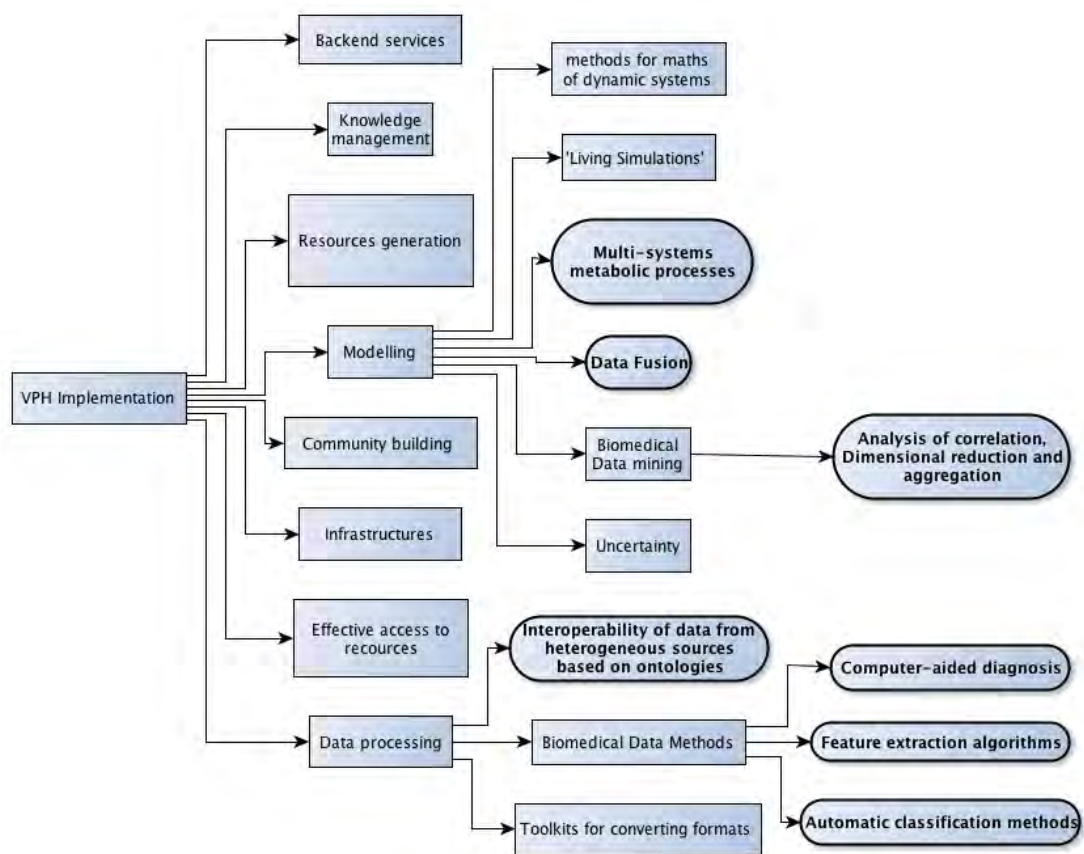 Backend services
methods for maths
of dynamic systems
Knowledge
management
'Living Simulations'
Resources generation
Multi-systems
metabolic processes
Modelling
Data Fusion
VPH Implementation
Community building
Biomedical
Data mining
Analysis of correlation,
Dimensional reduction and
aggregation
Infrastructures
Uncertainty
Effective access to
recources
Interoperability of data from
heterogeneous sources
based on ontologies
Computer-aided diagnosis
Data processing
Biomedical Data Methods
Feature extraction algorithms
Toolkits for converting formats
Automatic classification methods